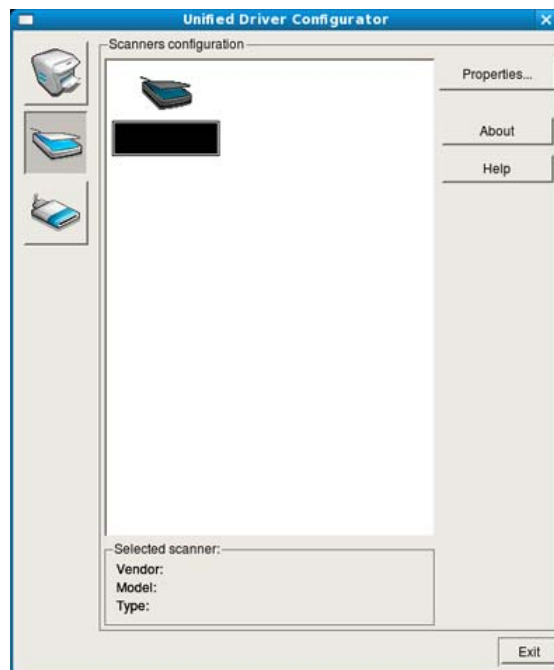 Unified Driver Configurator
Scanners configuration
Properties...
About
Help
Selected scanner:
Vendor:
Model:
Type:
Exit